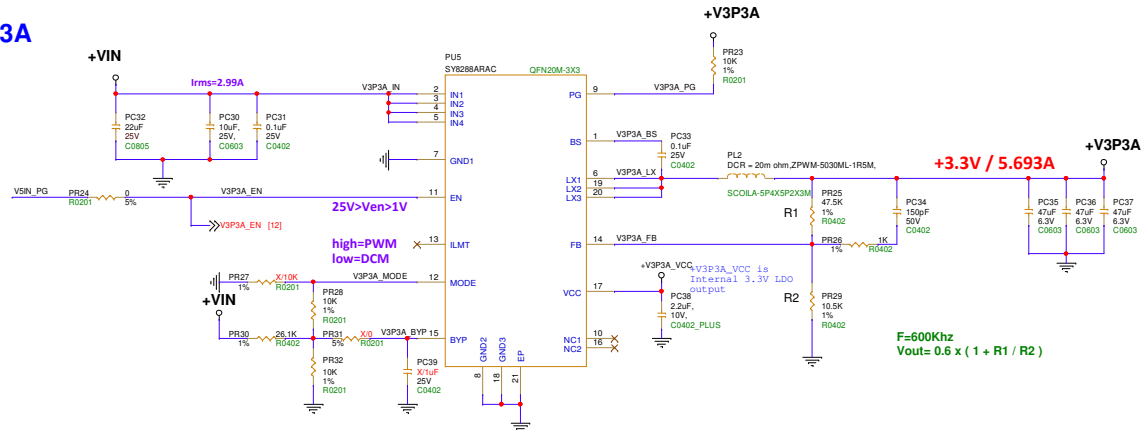 3A
+VIN
Irms=2.99A
V3P3A_IN
PC32
22uF
25V
C0805
PC30
10uF,
25V,
C0603
PC31
0.1uF
25V
C0402
PU5
SY8288ARAC
QFN20M-3X3
2
3
4
5
IN1
IN2
IN3
IN4
7
GND1
V5IN_PG
PR24
0
R0201
5%
V3P3A_EN
11
EN
V3P3A_EN [12]
25V>Ven>1V
13
ILMT
high=PWM
low=DCM
PR27
1%
X/10K
R0201
V3P3A_MODE
12
MODE
+VIN
PR28
10K
1%
R0201
PR30
1%
26.1K
R0402
PR31
5%
X/0
R0201
V3P3A_BYP
15
BYP
PR32
10K
1%
R0201
PC39
X/1uF
25V
C0402
GND2
GND3
EP
8
18
21
+V3P3A
PR23
10K
1%
R0201
PG
9
V3P3A_PG
BS
1
V3P3A_BS
PC33
0.1uF
25V
C0402
LX1
LX2
LX3
6
19
20
V3P3A_LX
PL2
DCR = 20m ohm,ZPWM-5030ML-1R5M,
SCOILA-5P4X5P2X3M
+3.3V / 5.693A
+V3P3A
R1
PR25
47.5K
1%
R0402
PC34
150pF
50V
C0402
PC35
47uF
6.3V
C0603
PC36
47uF
6.3V
C0603
PC37
47uF
6.3V
C0603
FB
14
V3P3A_FB
PR26
1%
1K
R0402
+V3P3A_VCC
+V3P3A_VCC is
Internal 3.3V LDO
output
VCC
17
PC38
2.2uF,
10V,
C0402_PLUS
R2
PR29
10.5K
1%
R0402
NC1
NC2
10
16
F=600Khz
Vout= 0.6 x ( 1 + R1 / R2 )